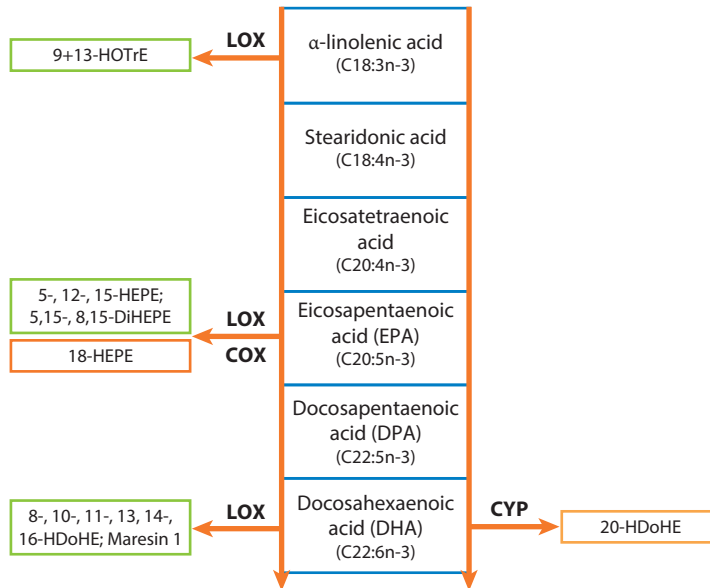 LOX
9+13-HOTrE
α-linolenic acid
(C18:3n-3)
Stearidonic acid
(C18:4n-3)
Eicosatetraenoic
acid
(C20:4n-3)
5-, 12-, 15-HEPE;
5,15-, 8,15-DiHEPE
18-HEPE
LOX
COX
Eicosapentaenoic
acid (EPA)
(C20:5n-3)
Docosapentaenoic
acid (DPA)
(C22:5n-3)
8-, 10-, 11-, 13, 14-,
16-HDoHE; Maresin 1
LOX
Docosahexaenoic
acid (DHA)
(C22:6n-3)
CYP
20-HDoHE